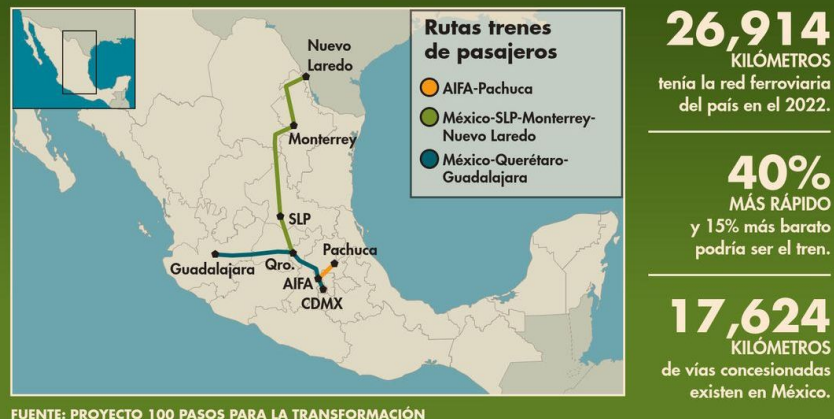 Rutas trenes
de pasajeros
AIFA-Pachuca
México-SLP-Monterrey-
Nuevo Laredo
México-Querétaro-
Guadalajara
Nuevo
Laredo
Monterrey
SLP
Guadalajara
Qro.
Pachuca
AIFA
CDMX
26,914
KILÓMETROS
tenía la red ferroviaria
del país en el 2022.
40%
MÁS RÁPIDO
y 15% más barato
podría ser el tren.
17,624
KILÓMETROS
de vías concesionadas
existen en México.
FUENTE: PROYECTO 100 PASOS PARA LA TRANSFORMACIÓN